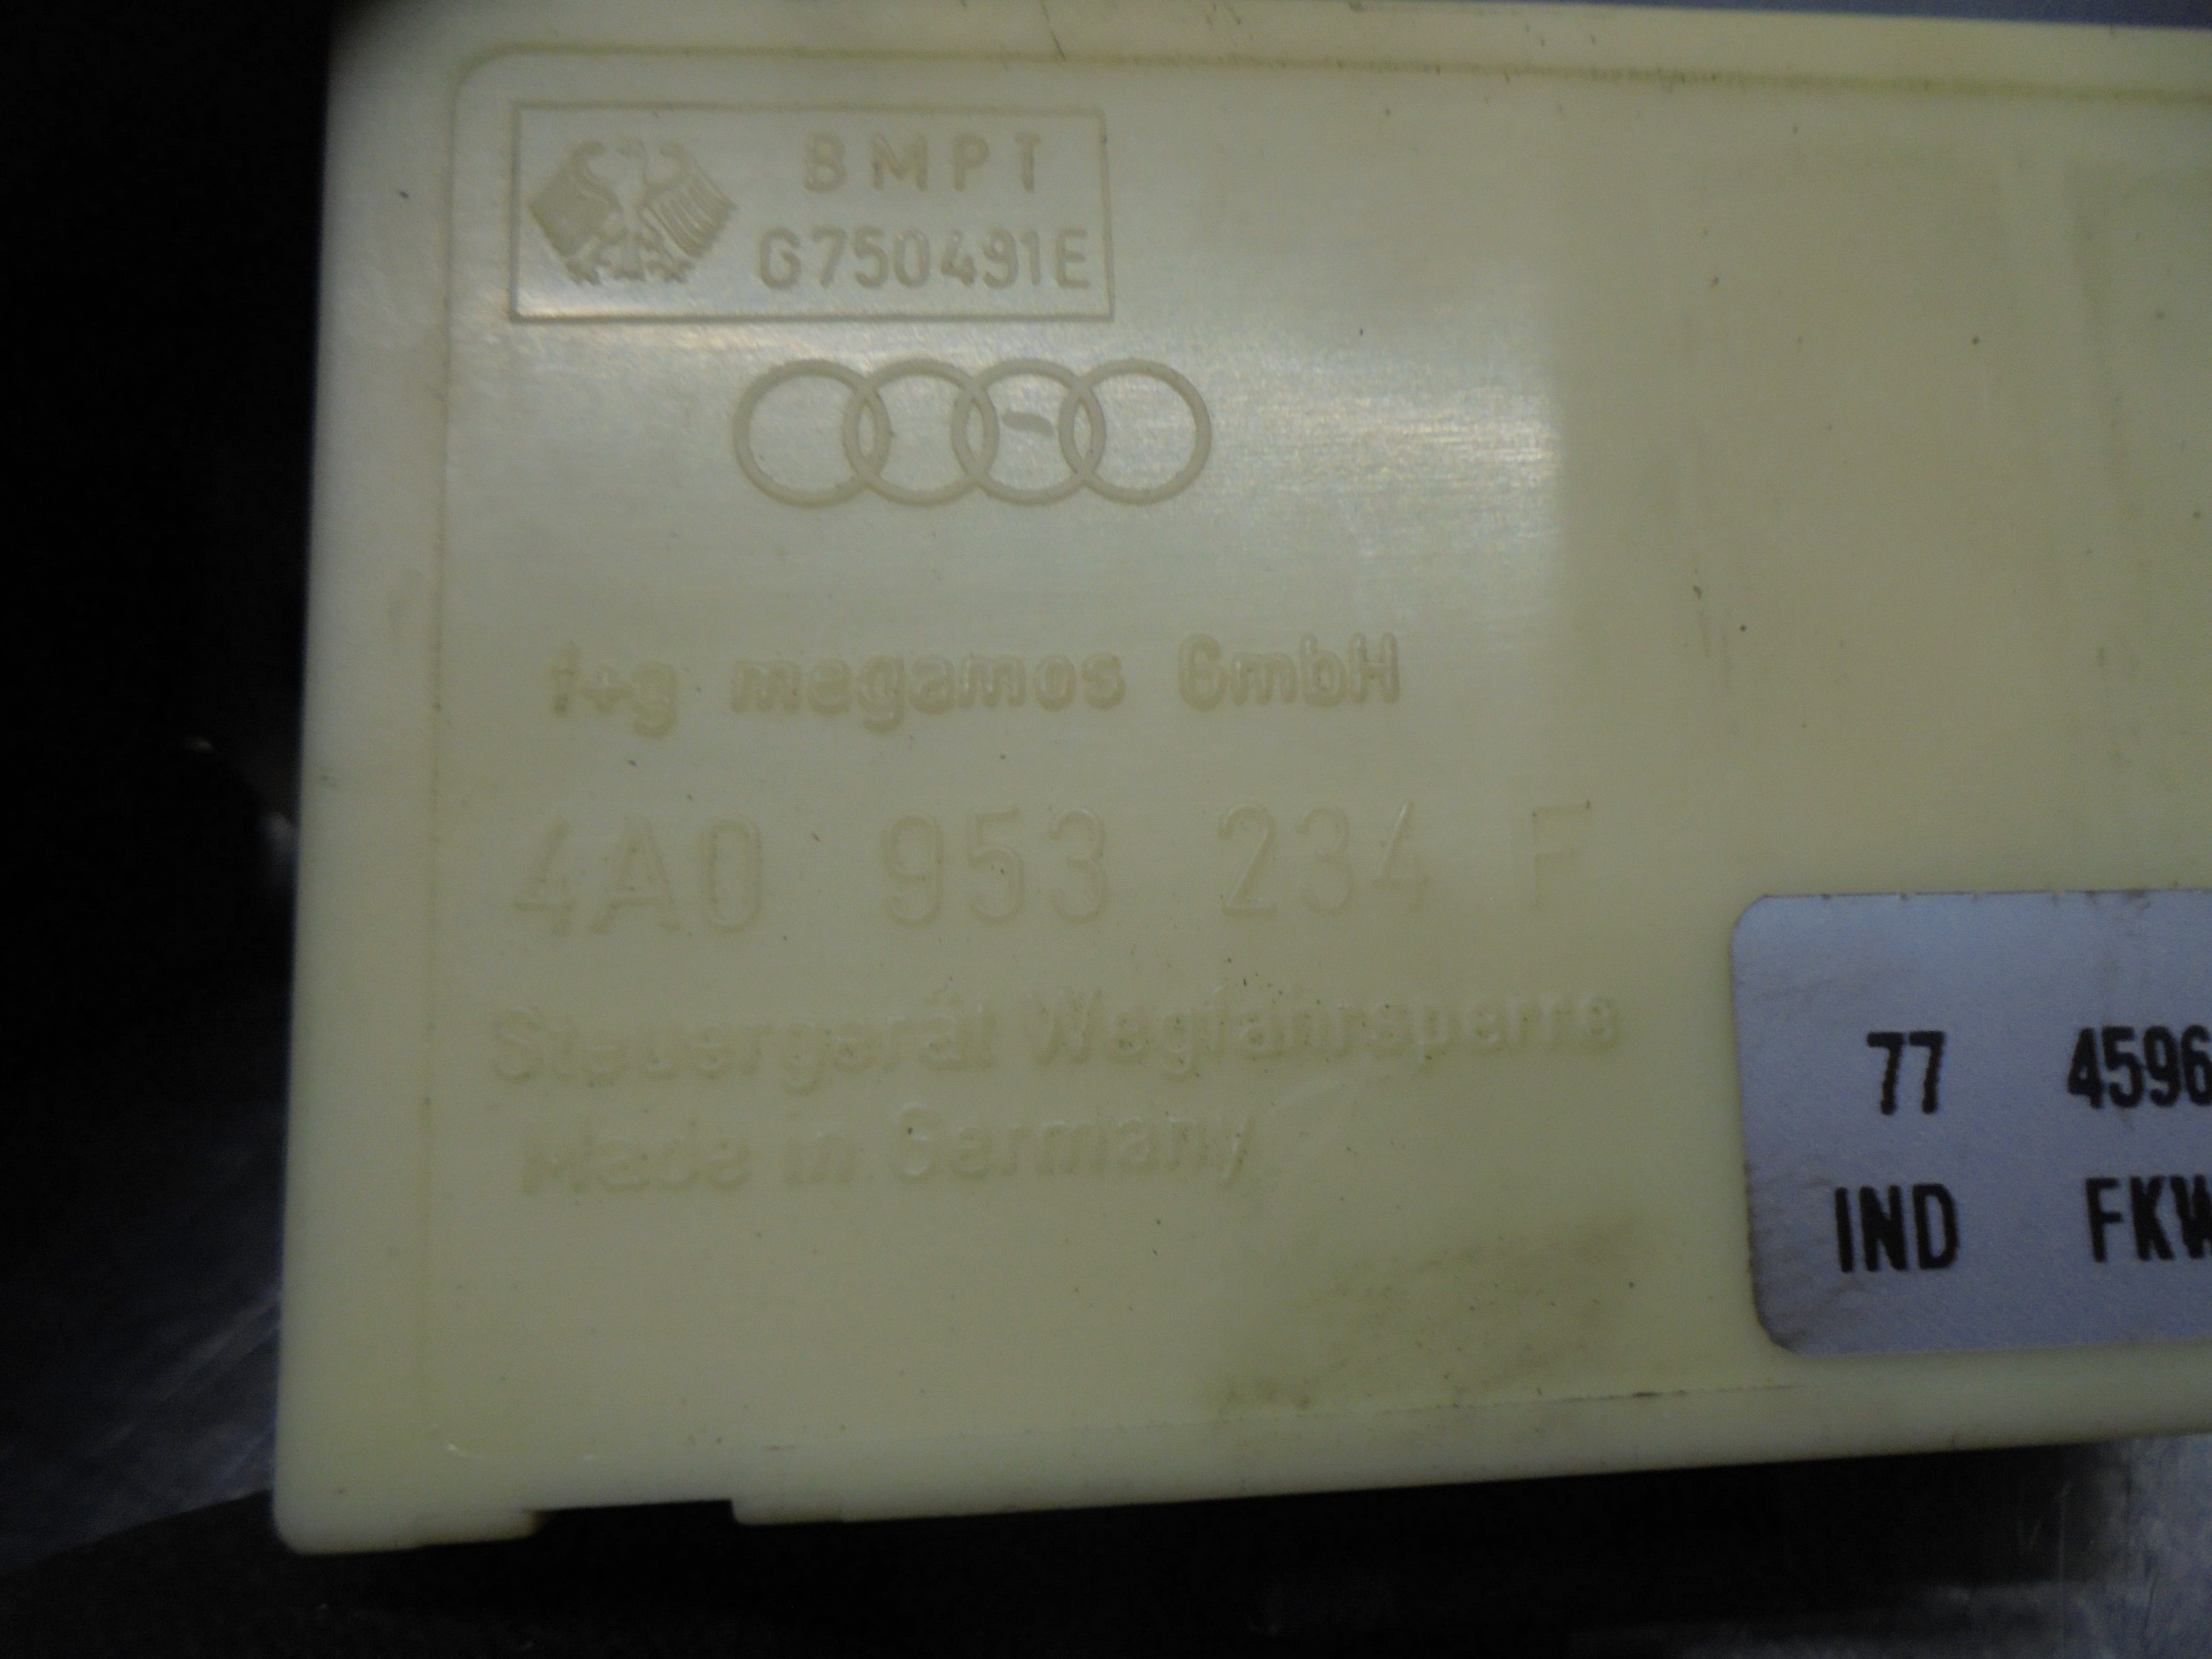 BMPT
G750491E
f+g megamos GmbH
4A0 953 234 F
Steuergerät Wegfahrsperre
Made in Germany
77 4596
IND FKW